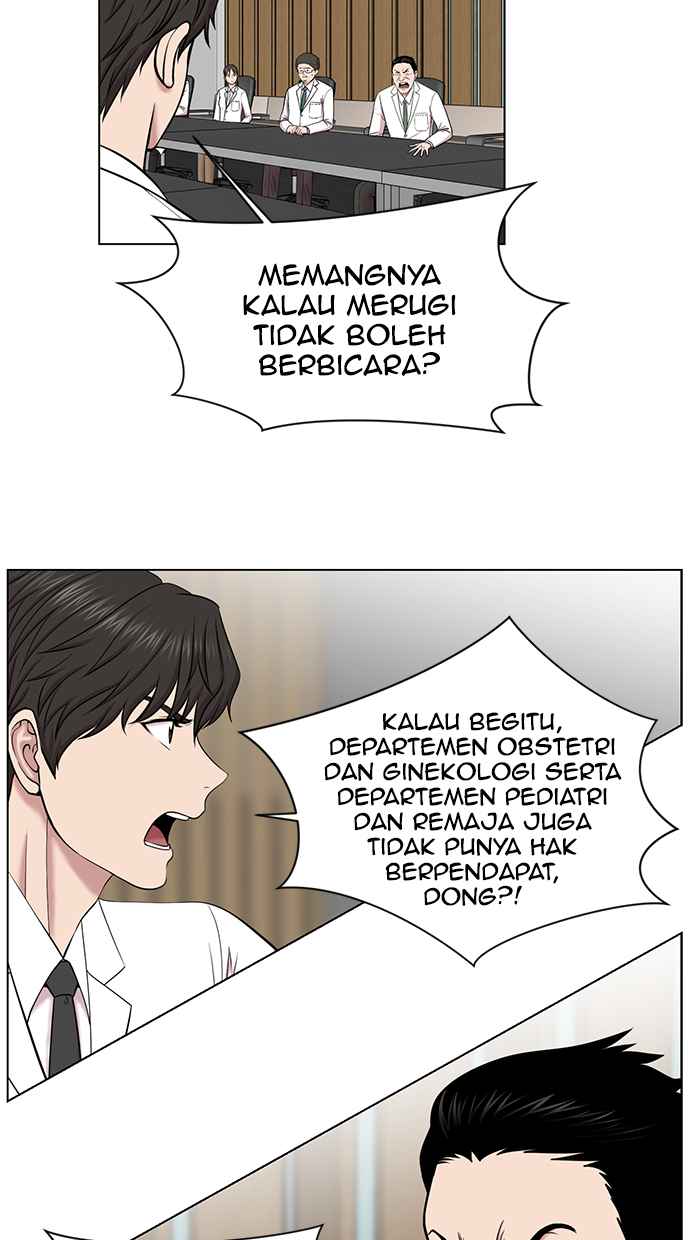 MEMANGNYA
KALAU MERUGI
TIDAK BOLEH
BERBICARA?
KALAU BEGITU,
DEPARTEMEN OBSTETRI
DAN GINEKOLOGI SERTA
DEPARTEMEN PEDIATRI
DAN REMAJA JUGA
TIDAK PUNYA HAK
BERPENDAPAT,
DONG?!